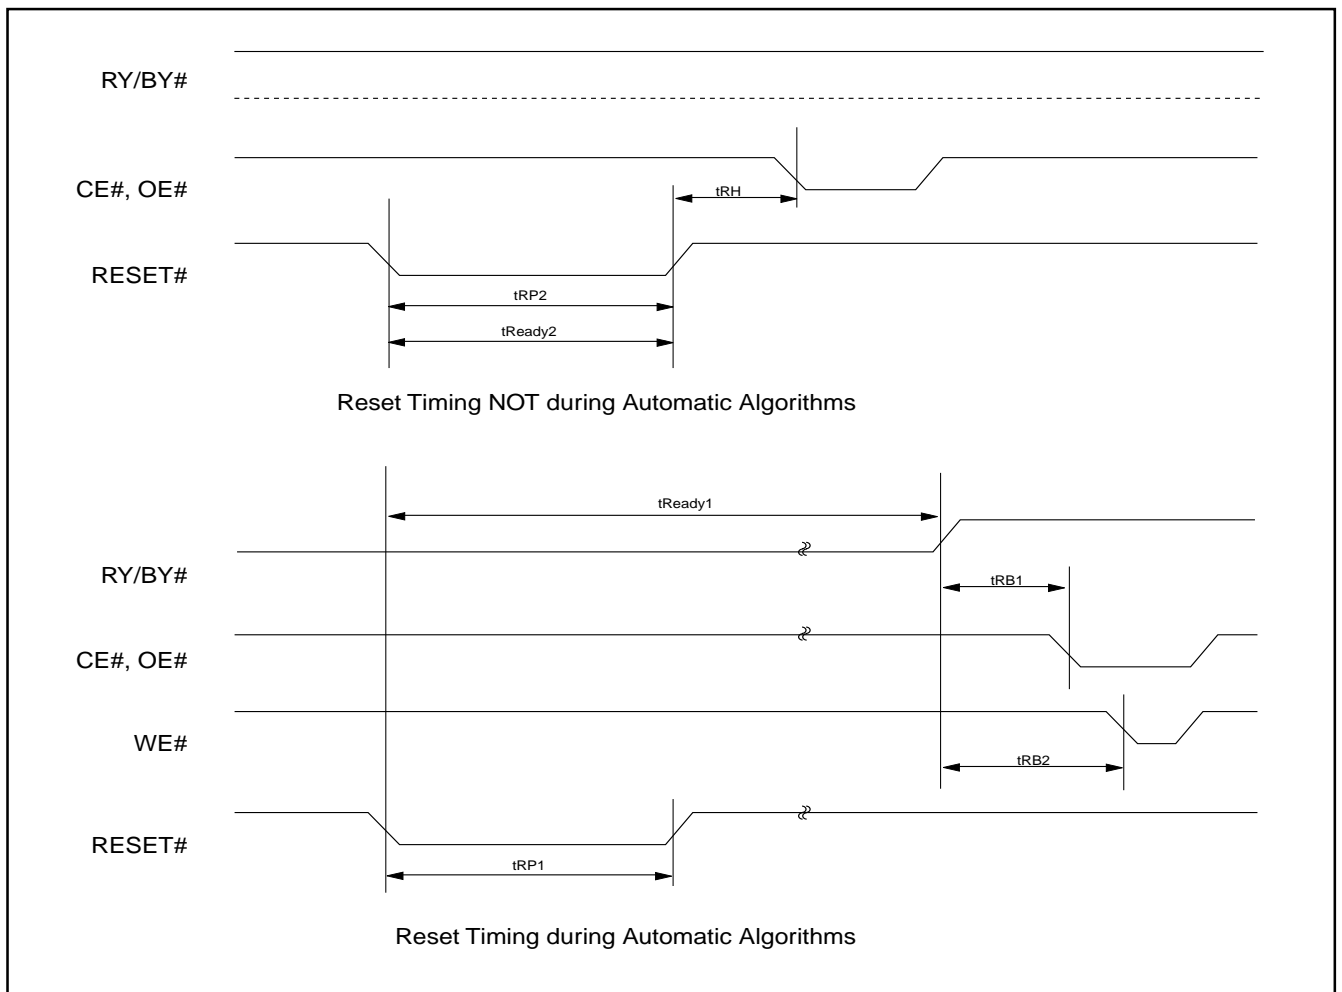 RY/BY#
CE#, OE#
tRH
RESET#
tRP2
tReady2
Reset Timing NOT during Automatic Algorithms
tReady1
RY/BY#
tRB1
CE#, OE#
WE#
tRB2
RESET#
tRP1
Reset Timing during Automatic Algorithms